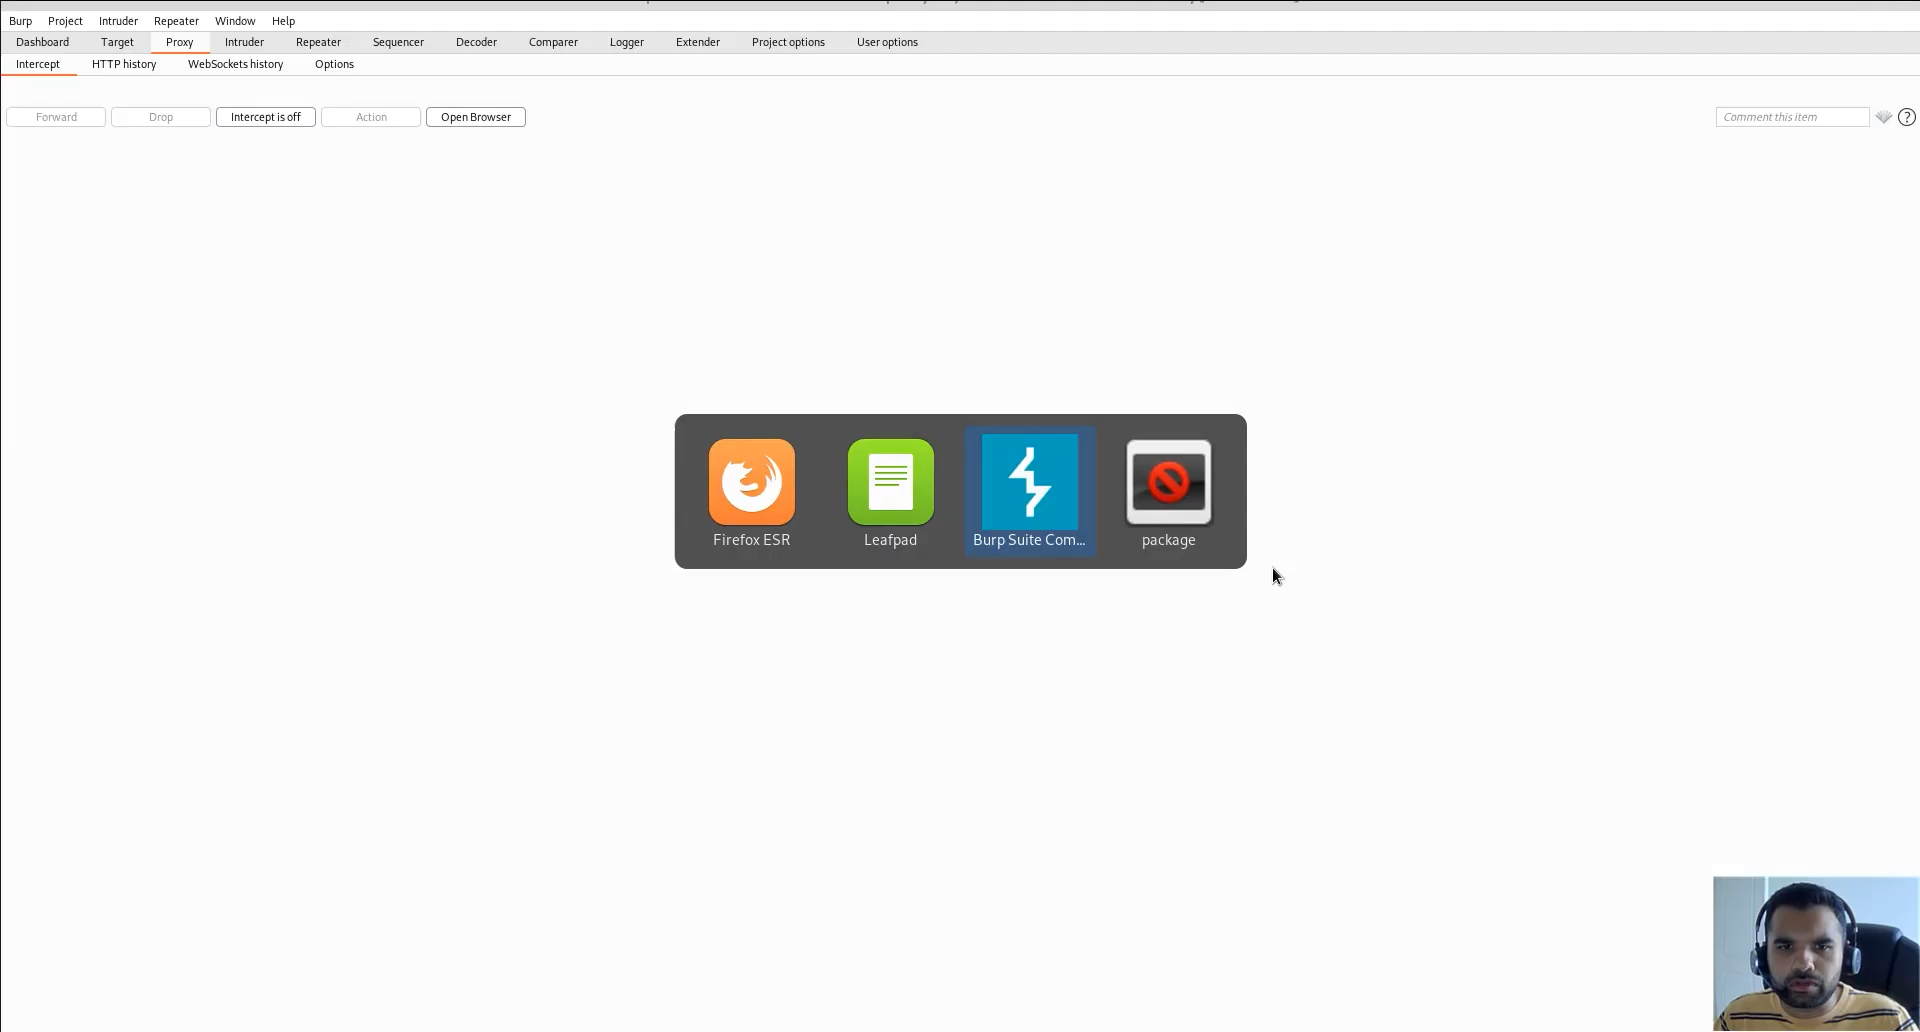 Burp Project Intruder Repeater Window Help
Dashboard Target Proxy Intruder Repeater Sequencer Decoder Comparer Logger Extender Project options User options
Intercept HTTP history WebSockets history Options
Forward Drop Intercept is off Action Open Browser Comment this item ?
Firefox ESR Leafpad Burp Suite Com... package